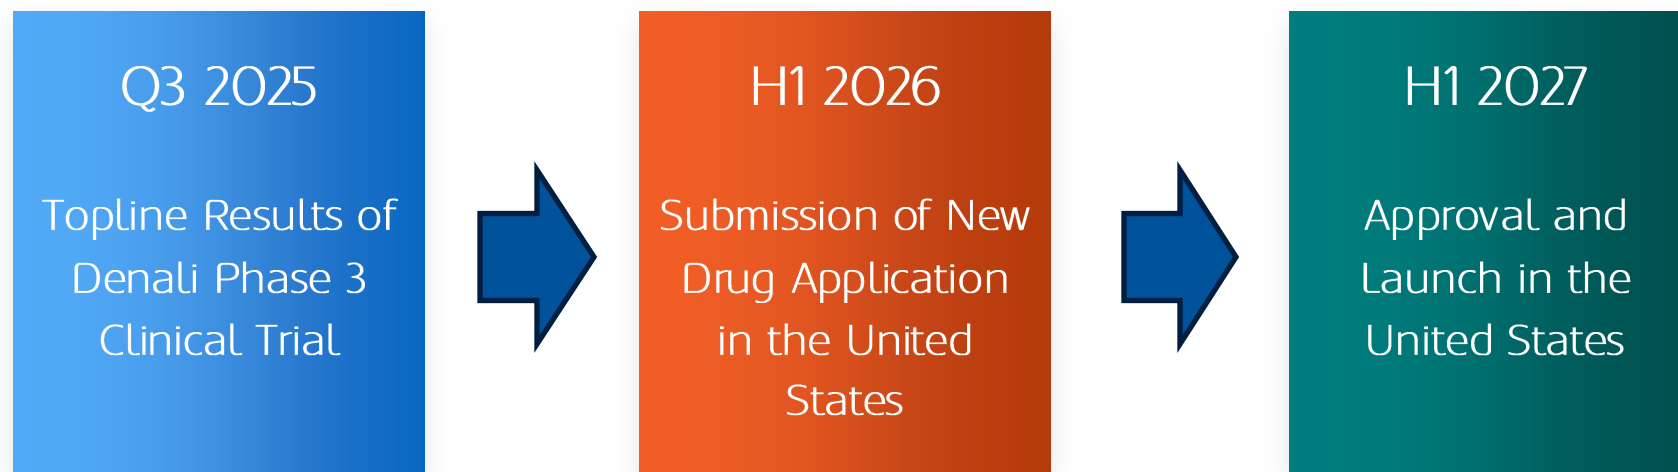 Q3 2025
Topline Results of
Denali Phase 3
Clinical Trial
H1 2026
Submission of New
Drug Application
in the United
States
H1 2027
Approval and
Launch in the
United States